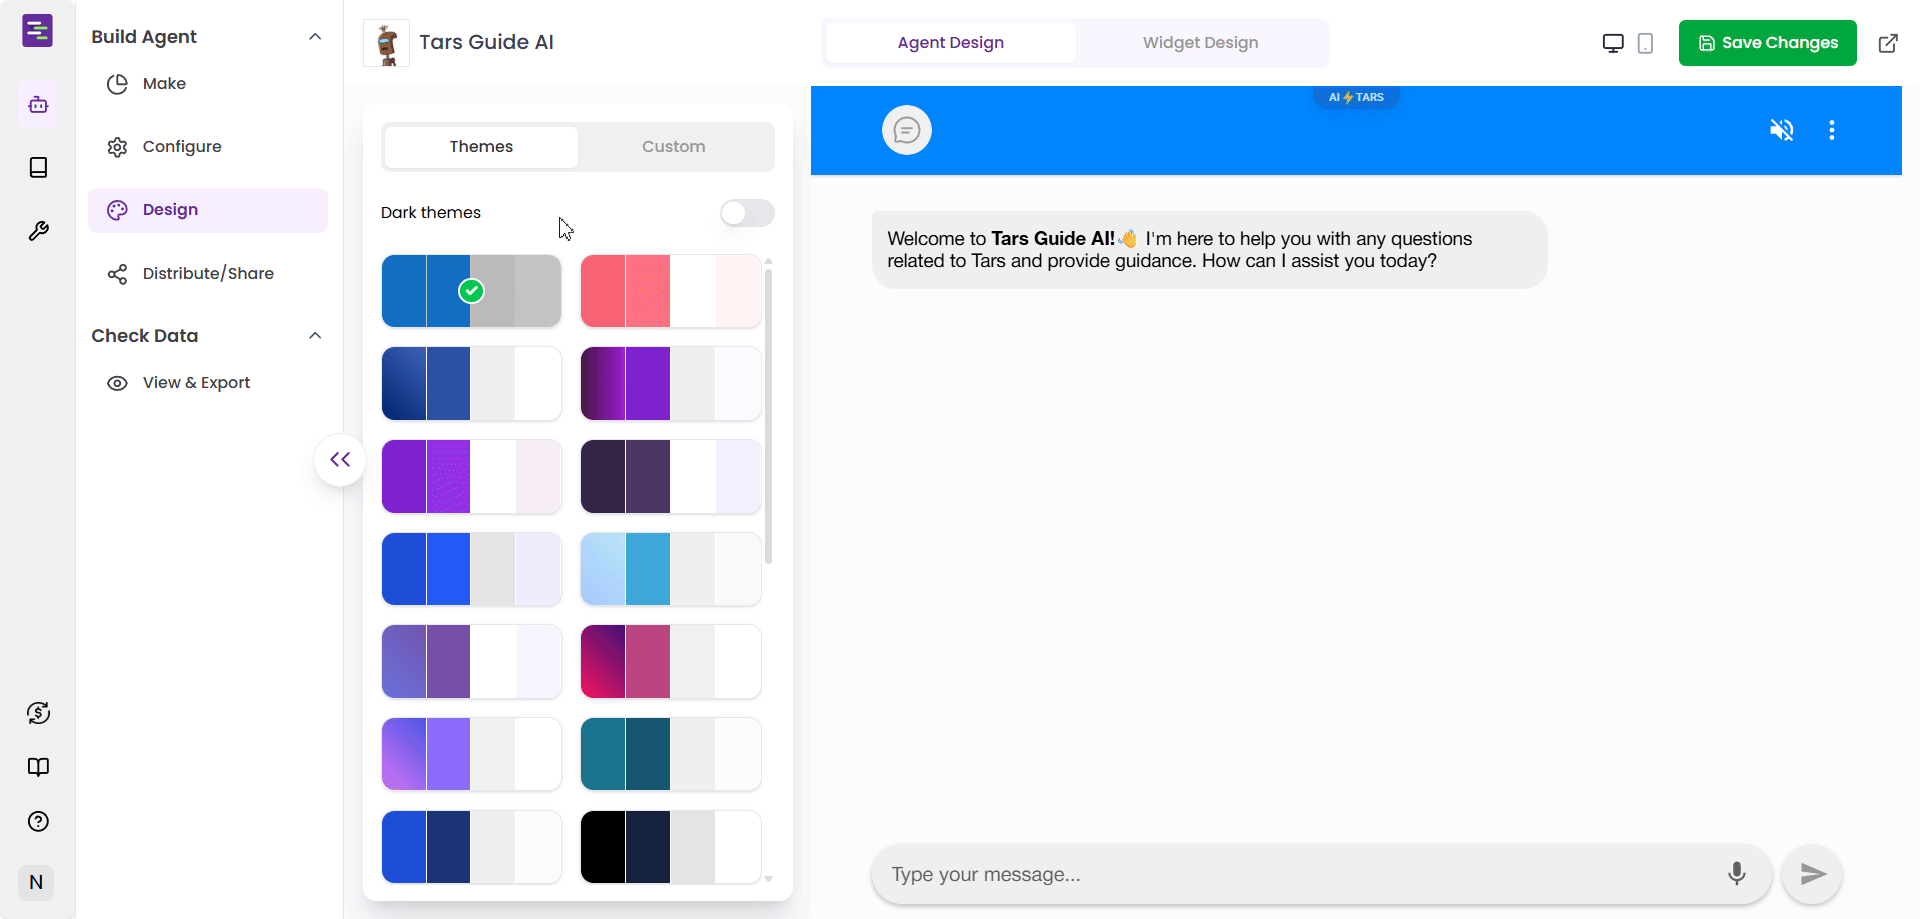 Build Agent
Make
Configure
Design
Distribute/Share
Check Data
View & Export
N
Tars Guide AI
Agent Design
Widget Design
Save Changes
Themes
Custom
Dark themes
AI⚡TARS
Welcome to Tars Guide AI!👋 I'm here to help you with any questions
related to Tars and provide guidance. How can I assist you today?
Type your message...